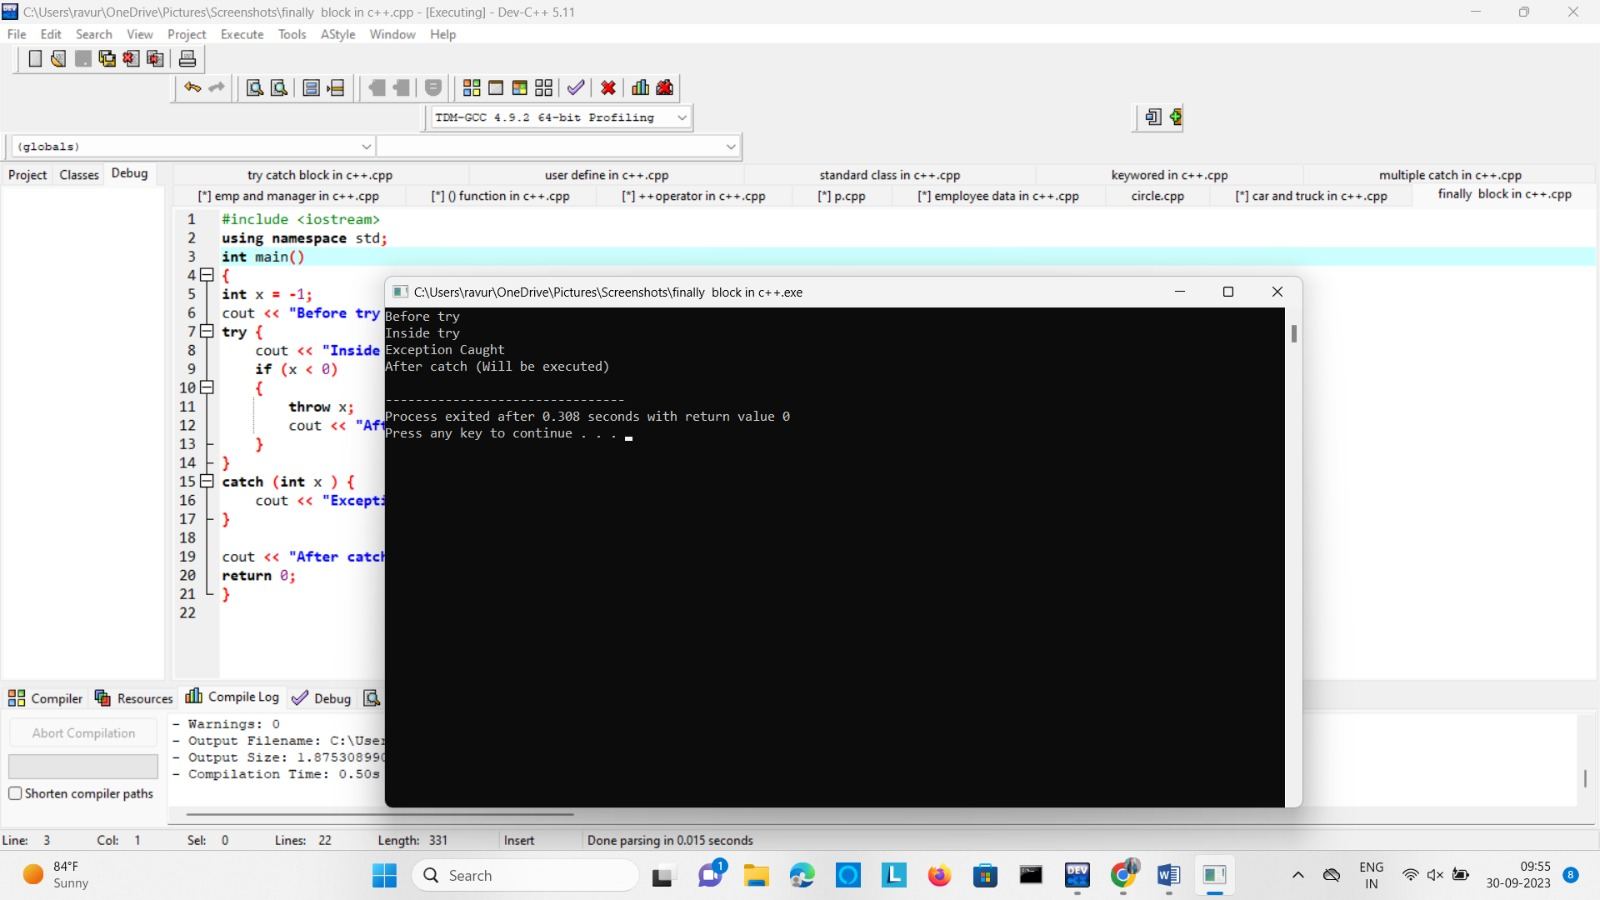 C:\Users\ravur\OneDrive\Pictures\Screenshots\finally  block in c++.cpp - [Executing] - Dev-C++ 5.11
File Edit Search View Project Execute Tools AStyle Window Help
TDM-GCC 4.9.2 64-bit Profiling
(globals)
Project Classes Debug
try catch block in c++.cpp user define in c++.cpp standard class in c++.cpp keywored in c++.cpp multiple catch in c++.cpp
[*] emp and manager in c++.cpp [*] () function in c++.cpp [*] ++operator in c++.cpp [*] p.cpp [*] employee data in c++.cpp circle.cpp [*] car and truck in c++.cpp finally  block in c++.cpp
1 #include <iostream>
2 using namespace std;
3 int main()
4 {
5 int x = -1;
6 cout << "Before try
7 try {
8 cout << "Inside
9 if (x < 0)
10 {
11 throw x;
12 cout << "Aft
13 }
14 }
15 catch (int x ) {
16 cout << "Excepti
17 }
18
19 cout << "After catch
20 return 0;
21 }
22
C:\Users\ravur\OneDrive\Pictures\Screenshots\finally  block in c++.exe
Before try
Inside try
Exception Caught
After catch (Will be executed)
--------------------------------
Process exited after 0.308 seconds with return value 0
Press any key to continue . . .
Compiler Resources Compile Log Debug
Abort Compilation
Shorten compiler paths
- Warnings: 0
- Output Filename: C:\User
- Output Size: 1.875308990
- Compilation Time: 0.50s
Line: 3 Col: 1 Sel: 0 Lines: 22 Length: 331 Insert Done parsing in 0.015 seconds
84°F
Sunny
Search
1
DEV
L
W
ENG
IN
09:55
30-09-2023
8